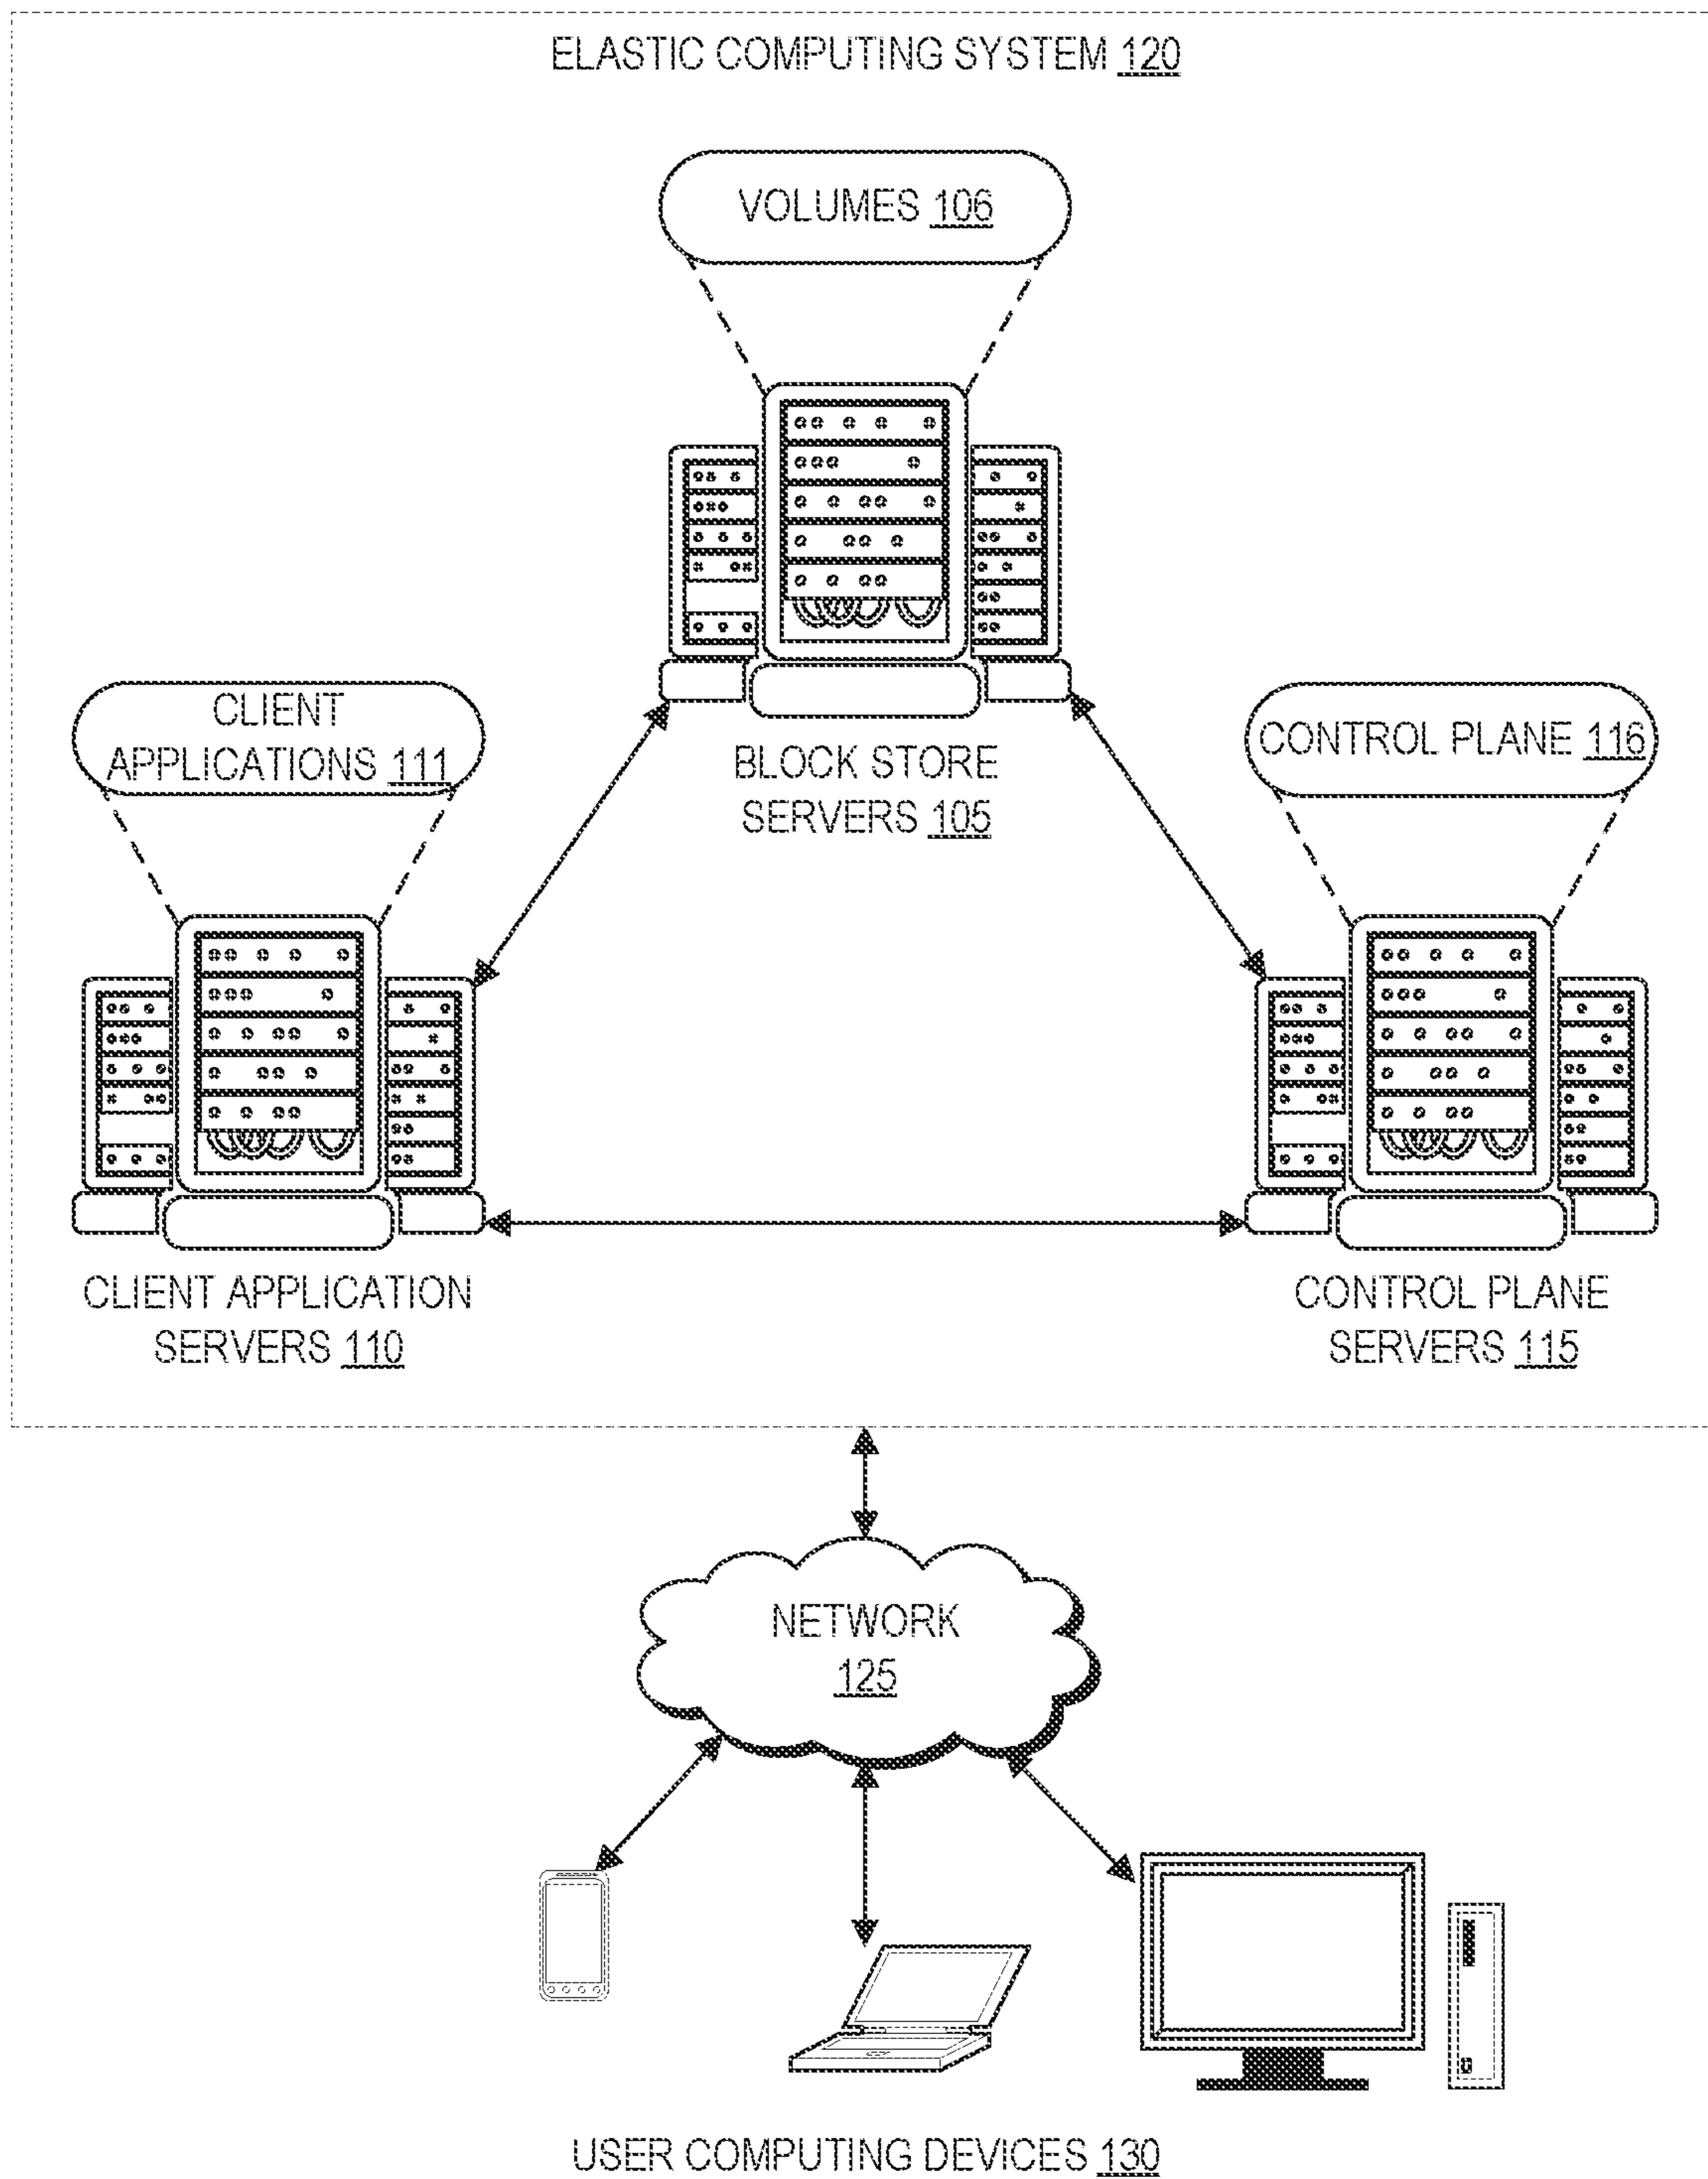 ELASTIC COMPUTING SYSTEM 120
VOLUMES 106
BLOCK STORE
SERVERS 105
CLIENT
APPLICATIONS 111
CONTROL PLANE 116
CLIENT APPLICATION
SERVERS 110
CONTROL PLANE
SERVERS 115
NETWORK
125
USER COMPUTING DEVICES 130